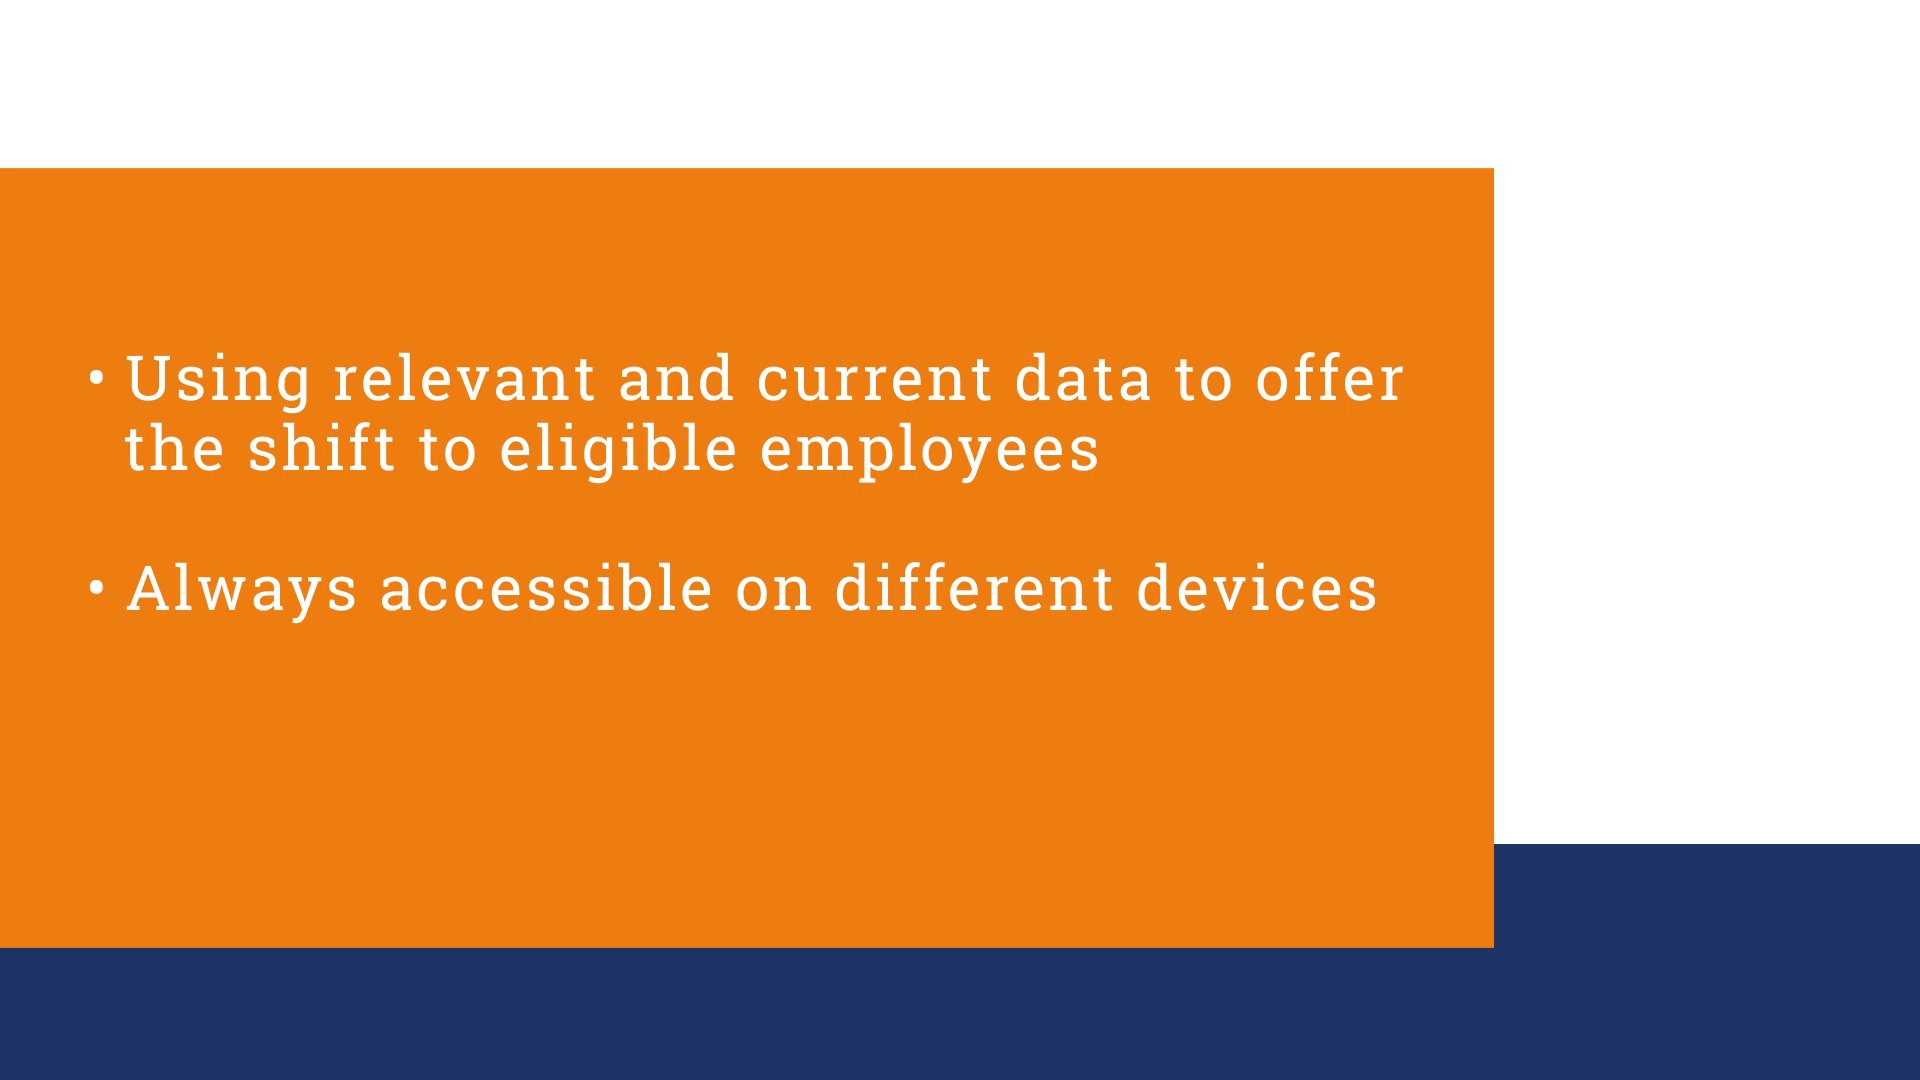 • Using relevant and current data to offer
the shift to eligible employees
• Always accessible on different devices